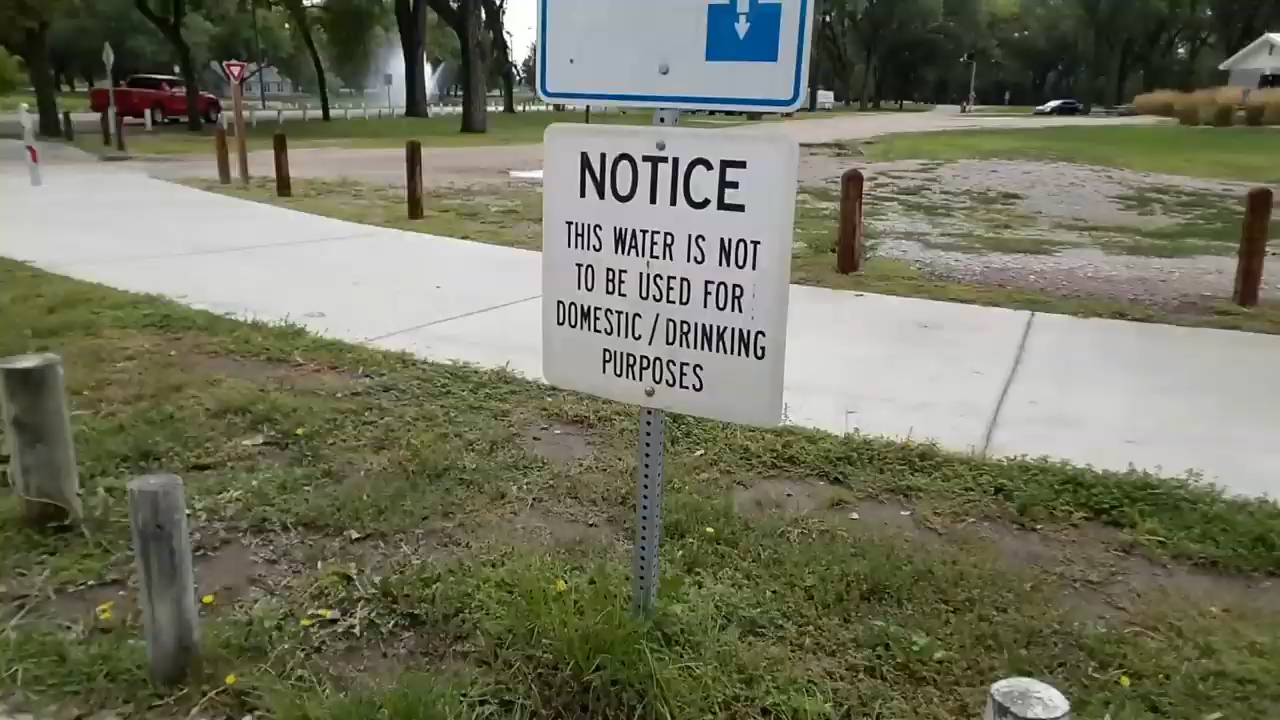 NOTICE
THIS WATER IS NOT
TO BE USED FOR
DOMESTIC / DRINKING
PURPOSES